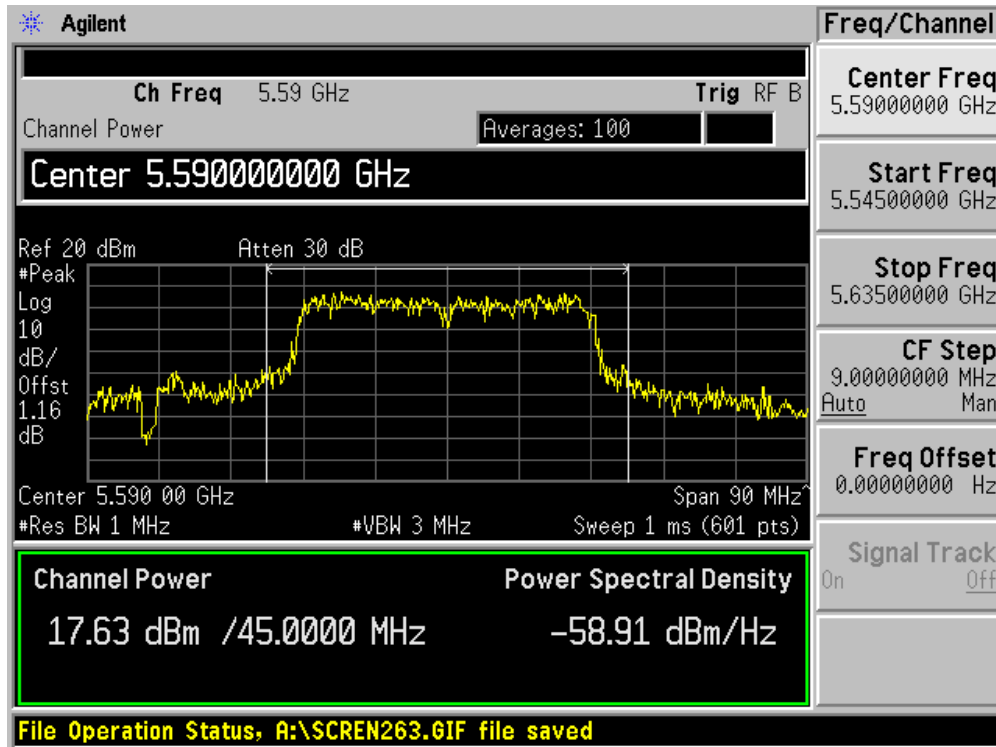 Agilent
Freq/Channel
Ch Freq 5.59 GHz Trig RF B
Channel Power Averages: 100
Center 5.590000000 GHz
Ref 20 dBm Atten 30 dB
#Peak
Log
10
dB/
Offst
1.16
dB
Center 5.590 00 GHz Span 90 MHz^
#Res BW 1 MHz #VBW 3 MHz Sweep 1 ms (601 pts)
Channel Power Power Spectral Density
17.63 dBm /45.0000 MHz -58.91 dBm/Hz
File Operation Status, A:\SCREN263.GIF file saved
Center Freq
5.59000000 GHz
Start Freq
5.54500000 GHz
Stop Freq
5.63500000 GHz
CF Step
9.00000000 MHz
Auto Man
Freq Offset
0.00000000 Hz
Signal Track
On Off